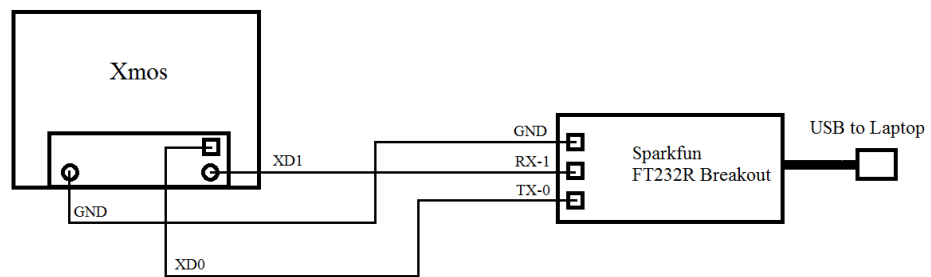 Xmos
GND
XD1
RX-1
TX-0
GND
XD0
Sparkfun
FT232R Breakout
USB to Laptop